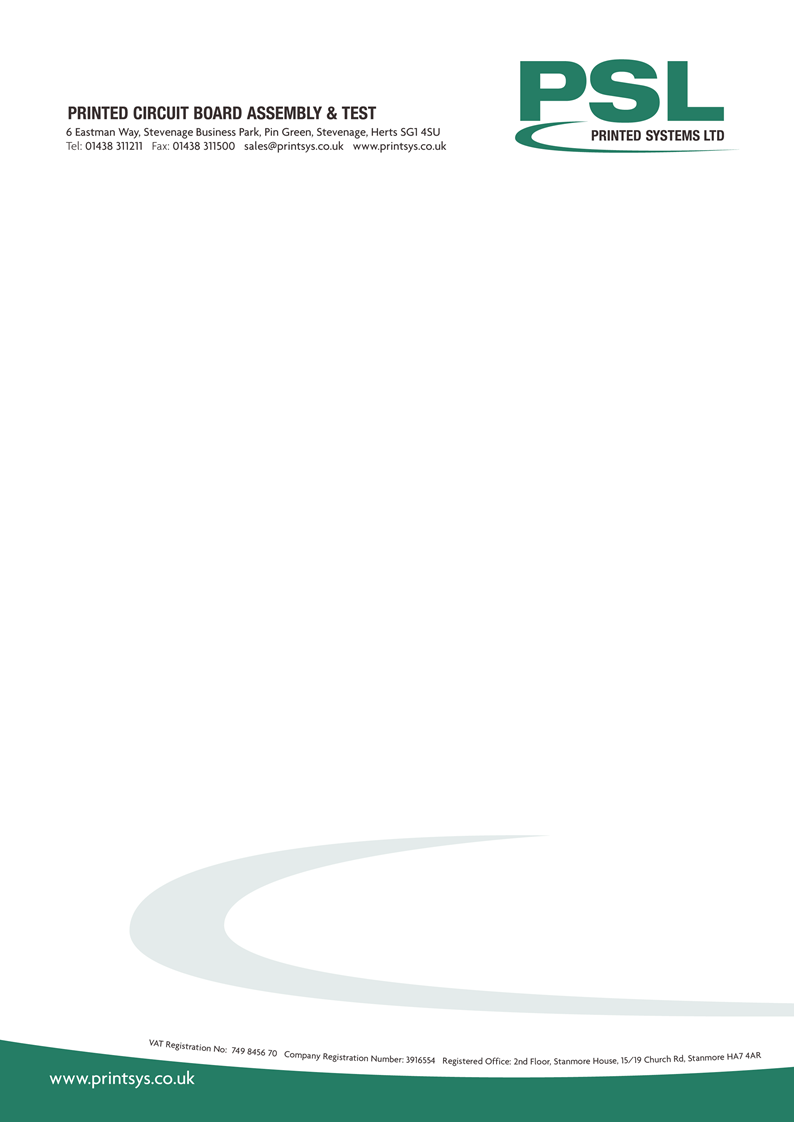 PSL
PRINTED SYSTEMS LTD
PRINTED CIRCUIT BOARD ASSEMBLY & TEST
6 Eastman Way, Stevenage Business Park, Pin Green, Stevenage, Herts SG1 4SU
Tel: 01438 311211 Fax: 01438 311500 sales@printsys.co.uk www.printsys.co.uk
VAT Registration No: 749 8456 70 Company Registration Number: 3916554 Registered Office: 2nd Floor, Stanmore House, 15/19 Church Rd, Stanmore HA7 4AR
www.printsys.co.uk